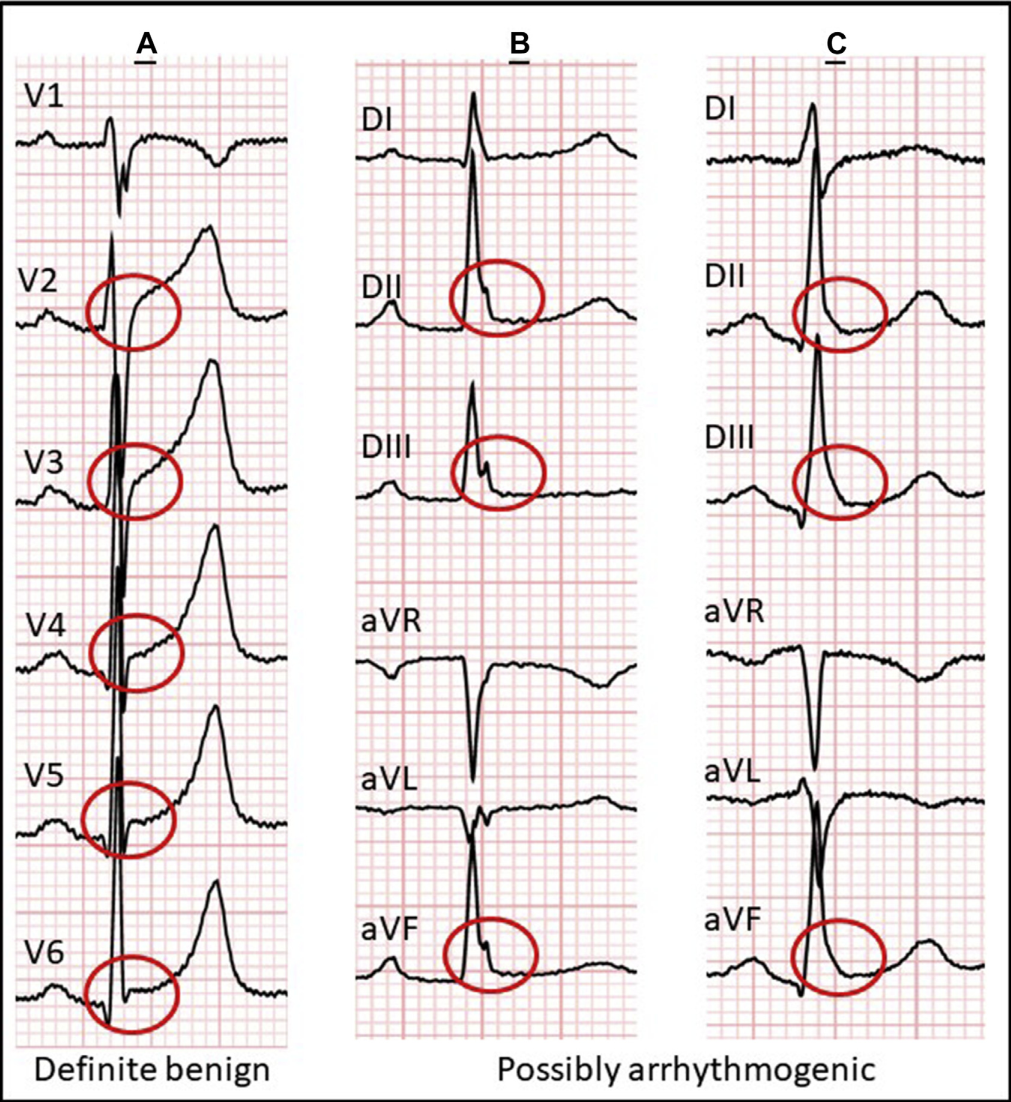 A
B
C
V1
V2
V3
V4
V5
V6
DI
DII
DIII
aVR
aVL
aVF
DI
DII
DIII
aVR
aVL
aVF
Definite benign
Possibly arrhythmogenic